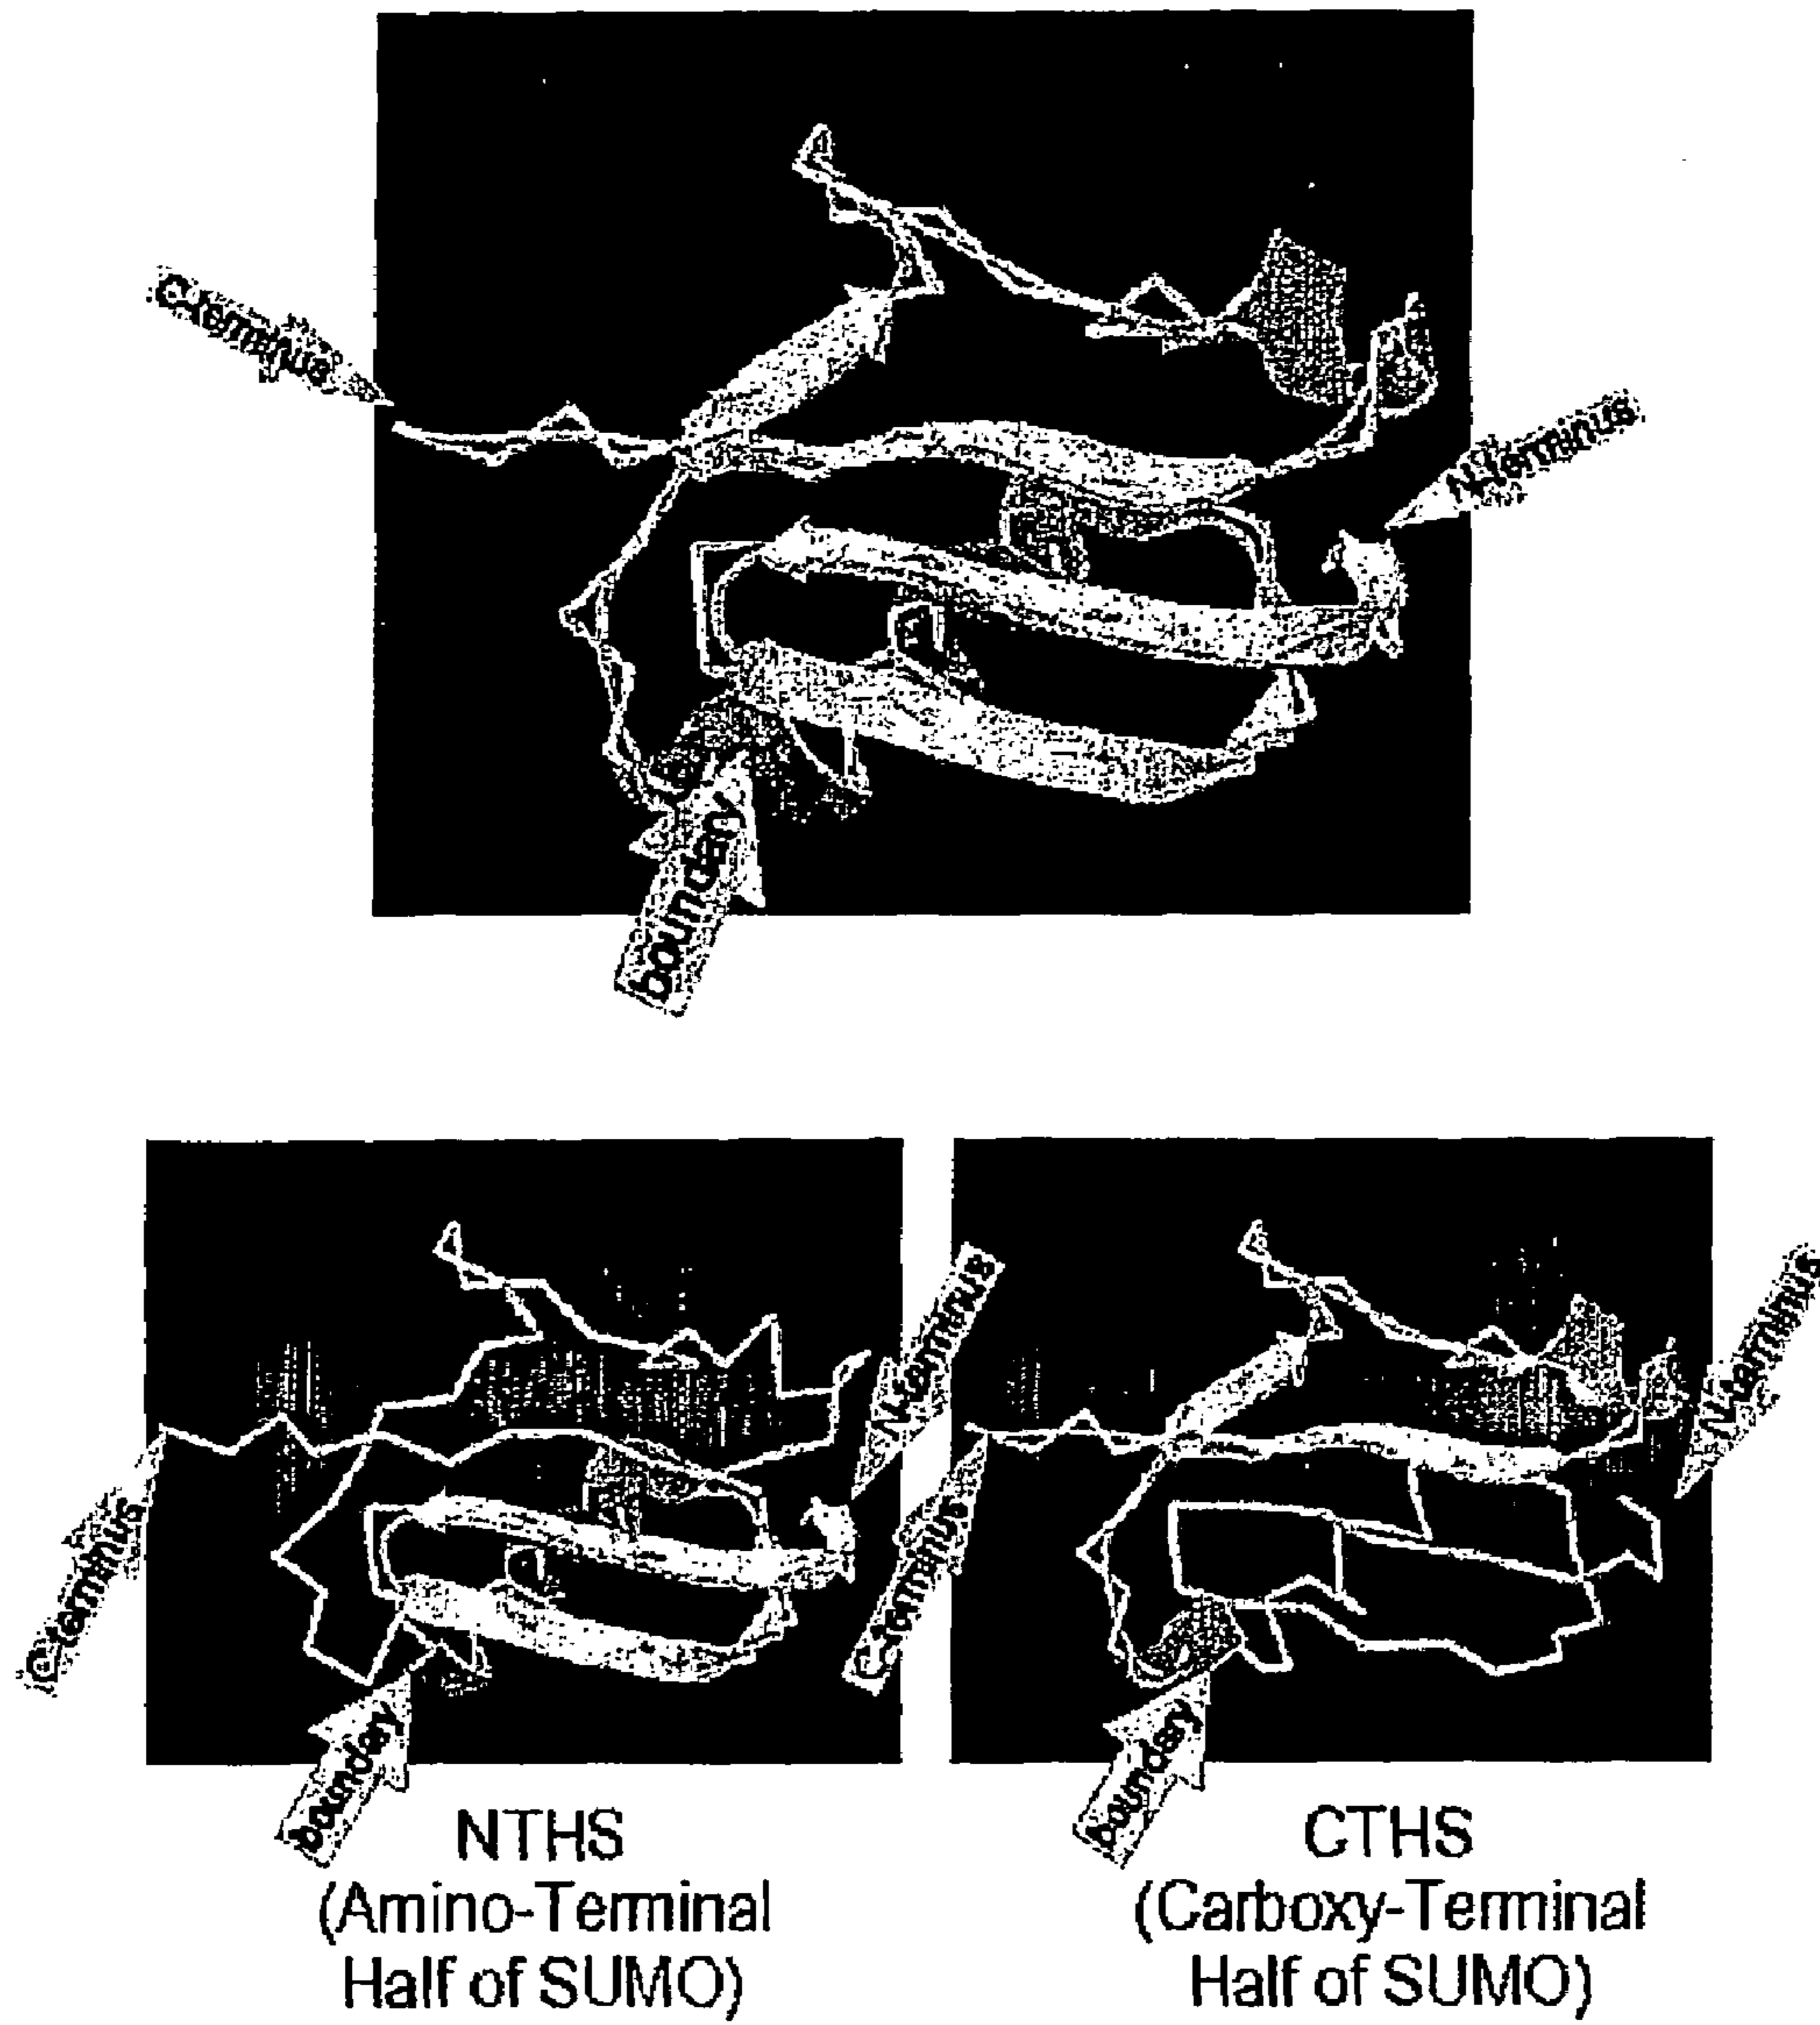 C-terminus
N-terminus
boundary
N-terminus
N-terminus
C-terminus
C-terminus
boundary
boundary
NTHS
(Amino-Terminal
Half of SUMO)
CTHS
(Carboxy-Terminal
Half of SUMO)